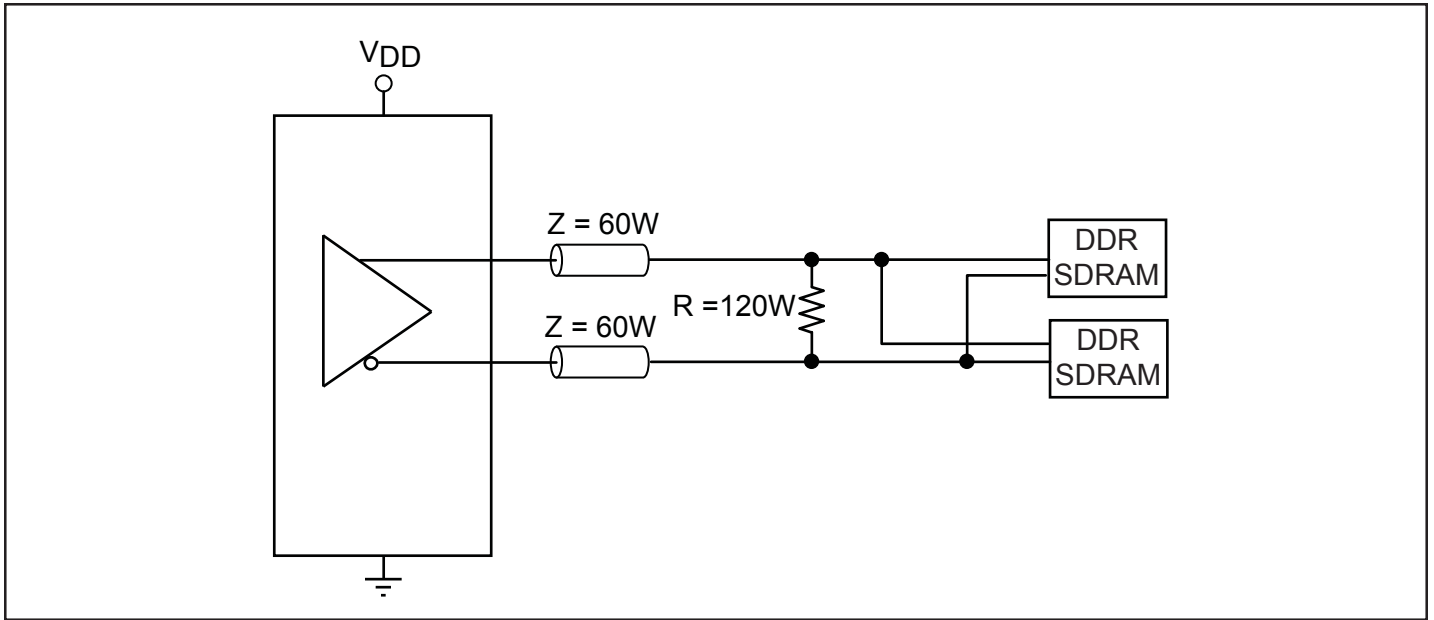 VDD
Z = 60W
DDR
SDRAM
R =120W
Z = 60W
DDR
SDRAM